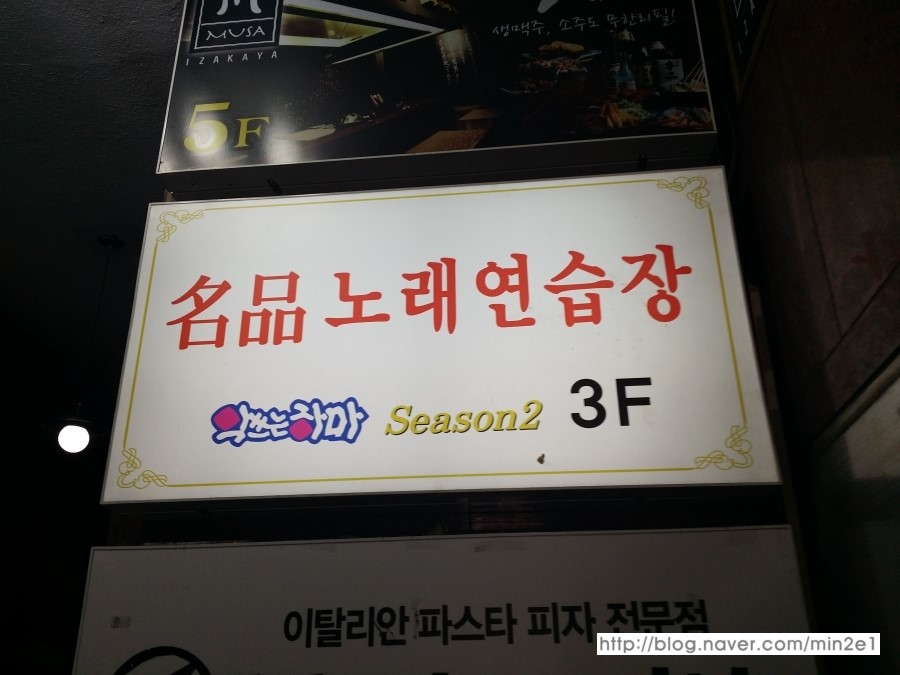 MUSA
IZAKAYA
생맥주, 소주도 무한리필!
5F
名品노래연습장
악쓰는하마 Season2 3F
이탈리안 파스타 피자 전문점
http://blog.naver.com/min2e1